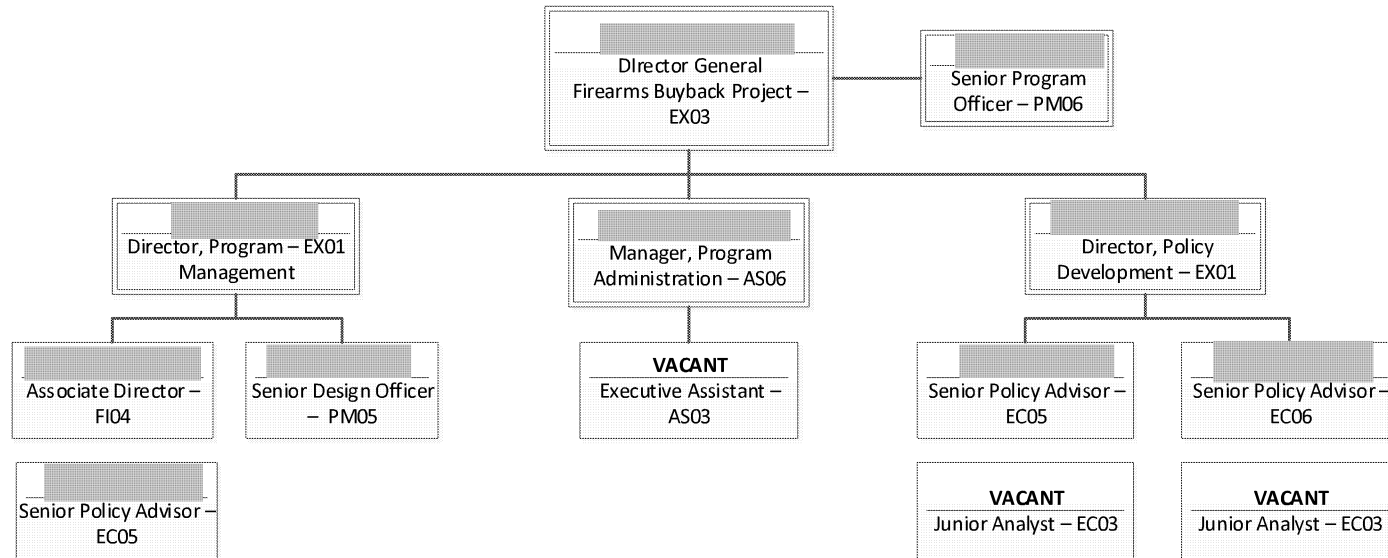 DIrector General
Firearms Buyback Project –
EX03
Senior Program
Officer – PM06
Director, Program – EX01
Management
Manager, Program
Administration – AS06
Director, Policy
Development – EX01
Associate Director –
FI04
Senior Design Officer
– PM05
VACANT
Executive Assistant –
AS03
Senior Policy Advisor –
EC05
Senior Policy Advisor –
EC06
Senior Policy Advisor –
EC05
VACANT
Junior Analyst – EC03
VACANT
Junior Analyst – EC03